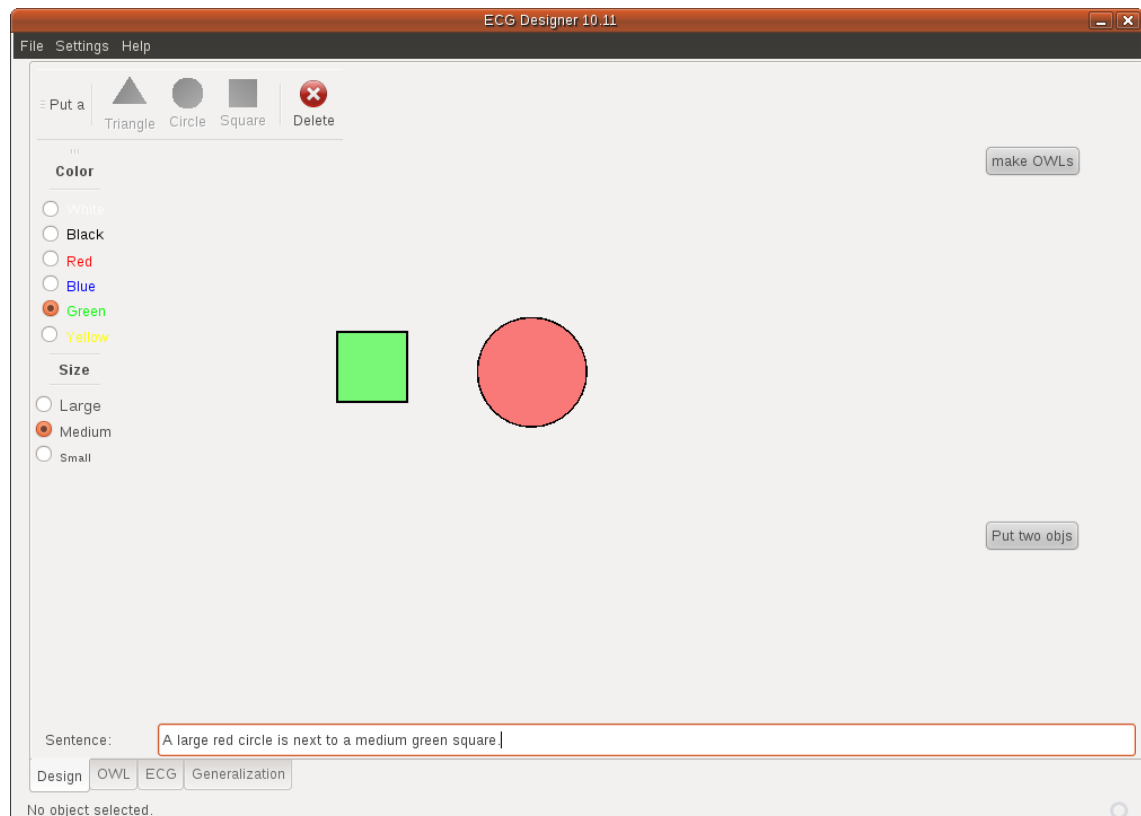 ECG Designer 10.11
File Settings Help
Put a
Triangle Circle Square Delete
make OWLs
Color
White
Black
Red
Blue
Green
Yellow
Size
Large
Medium
Small
Put two objs
Sentence: A large red circle is next to a medium green square.
Design OWL ECG Generalization
No object selected.